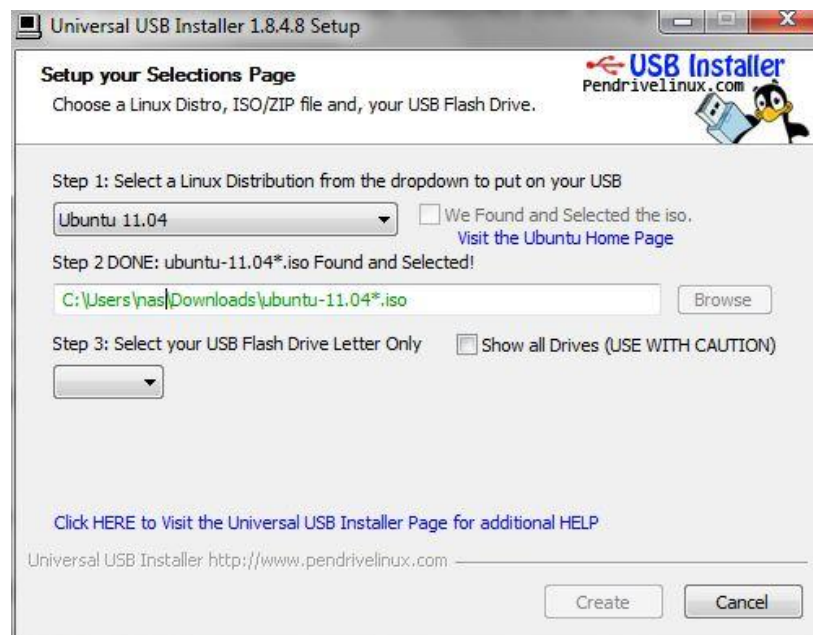 Universal USB Installer 1.8.4.8 Setup
Setup your Selections Page
Choose a Linux Distro, ISO/ZIP file and, your USB Flash Drive.
USB Installer
Pendrivelinux.com
Step 1: Select a Linux Distribution from the dropdown to put on your USB
Ubuntu 11.04
We Found and Selected the iso.
Visit the Ubuntu Home Page
Step 2 DONE: ubuntu-11.04*.iso Found and Selected!
C:\Users\nas\Downloads\ubuntu-11.04*.iso
Browse
Step 3: Select your USB Flash Drive Letter Only
Show all Drives (USE WITH CAUTION)
Click HERE to Visit the Universal USB Installer Page for additional HELP
Universal USB Installer http://www.pendrivelinux.com
Create
Cancel